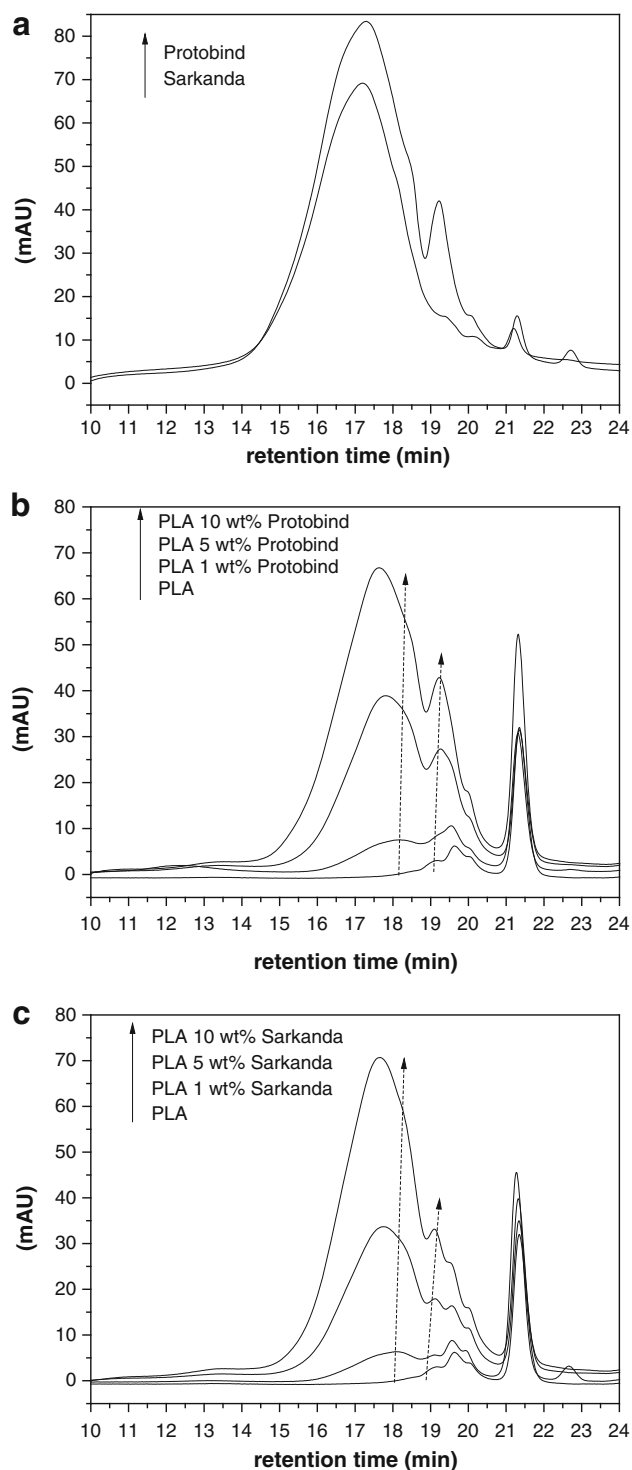 a
80
70
60
50
40
30
20
10
0
(mAU)
Protobind
Sarkanda
10 11 12 13 14 15 16 17 18 19 20 21 22 23 24
retention time (min)
b
80
70
60
50
40
30
20
10
0
(mAU)
PLA 10 wt% Protobind
PLA 5 wt% Protobind
PLA 1 wt% Protobind
PLA
10 11 12 13 14 15 16 17 18 19 20 21 22 23 24
retention time (min)
c
80
70
60
50
40
30
20
10
0
(mAU)
PLA 10 wt% Sarkanda
PLA 5 wt% Sarkanda
PLA 1 wt% Sarkanda
PLA
10 11 12 13 14 15 16 17 18 19 20 21 22 23 24
retention time (min)